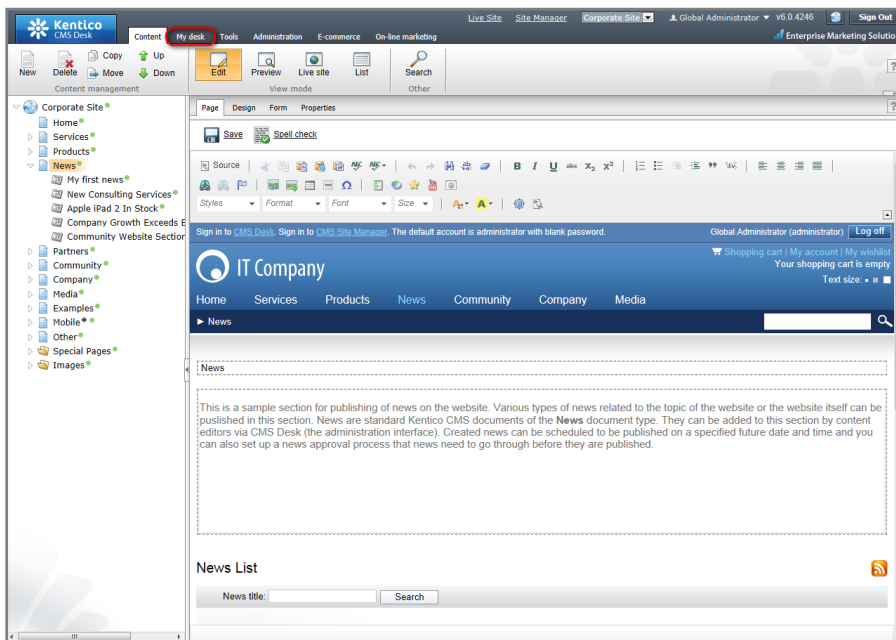 Kentico
CMS Desk
Live Site Site Manager Corporate Site Global Administrator v6.0.4246 Sign Out
Content My desk Tools Administration E-commerce On-line marketing
Enterprise Marketing Solutio
New Delete Copy Move Up Down
Content management
Edit Preview Live site List
View mode
Search
Other
Corporate Site
Home
Services
Products
News
My first news
New Consulting Services
Apple iPad 2 In Stock
Company Growth Exceeds E
Community Website Section
Partners
Community
Company
Media
Examples
Mobile
Other
Special Pages
Images
Page Design Form Properties
Save Spell check
Source B I U abc X₂ X²
Styles Format Font Size
Sign in to CMS Desk. Sign in to CMS Site Manager. The default account is administrator with blank password. Global Administrator (administrator) Log off
Shopping cart | My account | My wishlist
Your shopping cart is empty
Text size:
IT Company
Home Services Products News Community Company Media
News
News
This is a sample section for publishing of news on the website. Various types of news related to the topic of the website or the website itself can be
puslished in this section. News are standard Kentico CMS documents of the News document type. They can be added to this section by content
editors via CMS Desk (the administration interface). Created news can be scheduled to be published on a specified future date and time and you
can also set up a news approval process that news need to go through before they are published.
News List
News title: Search